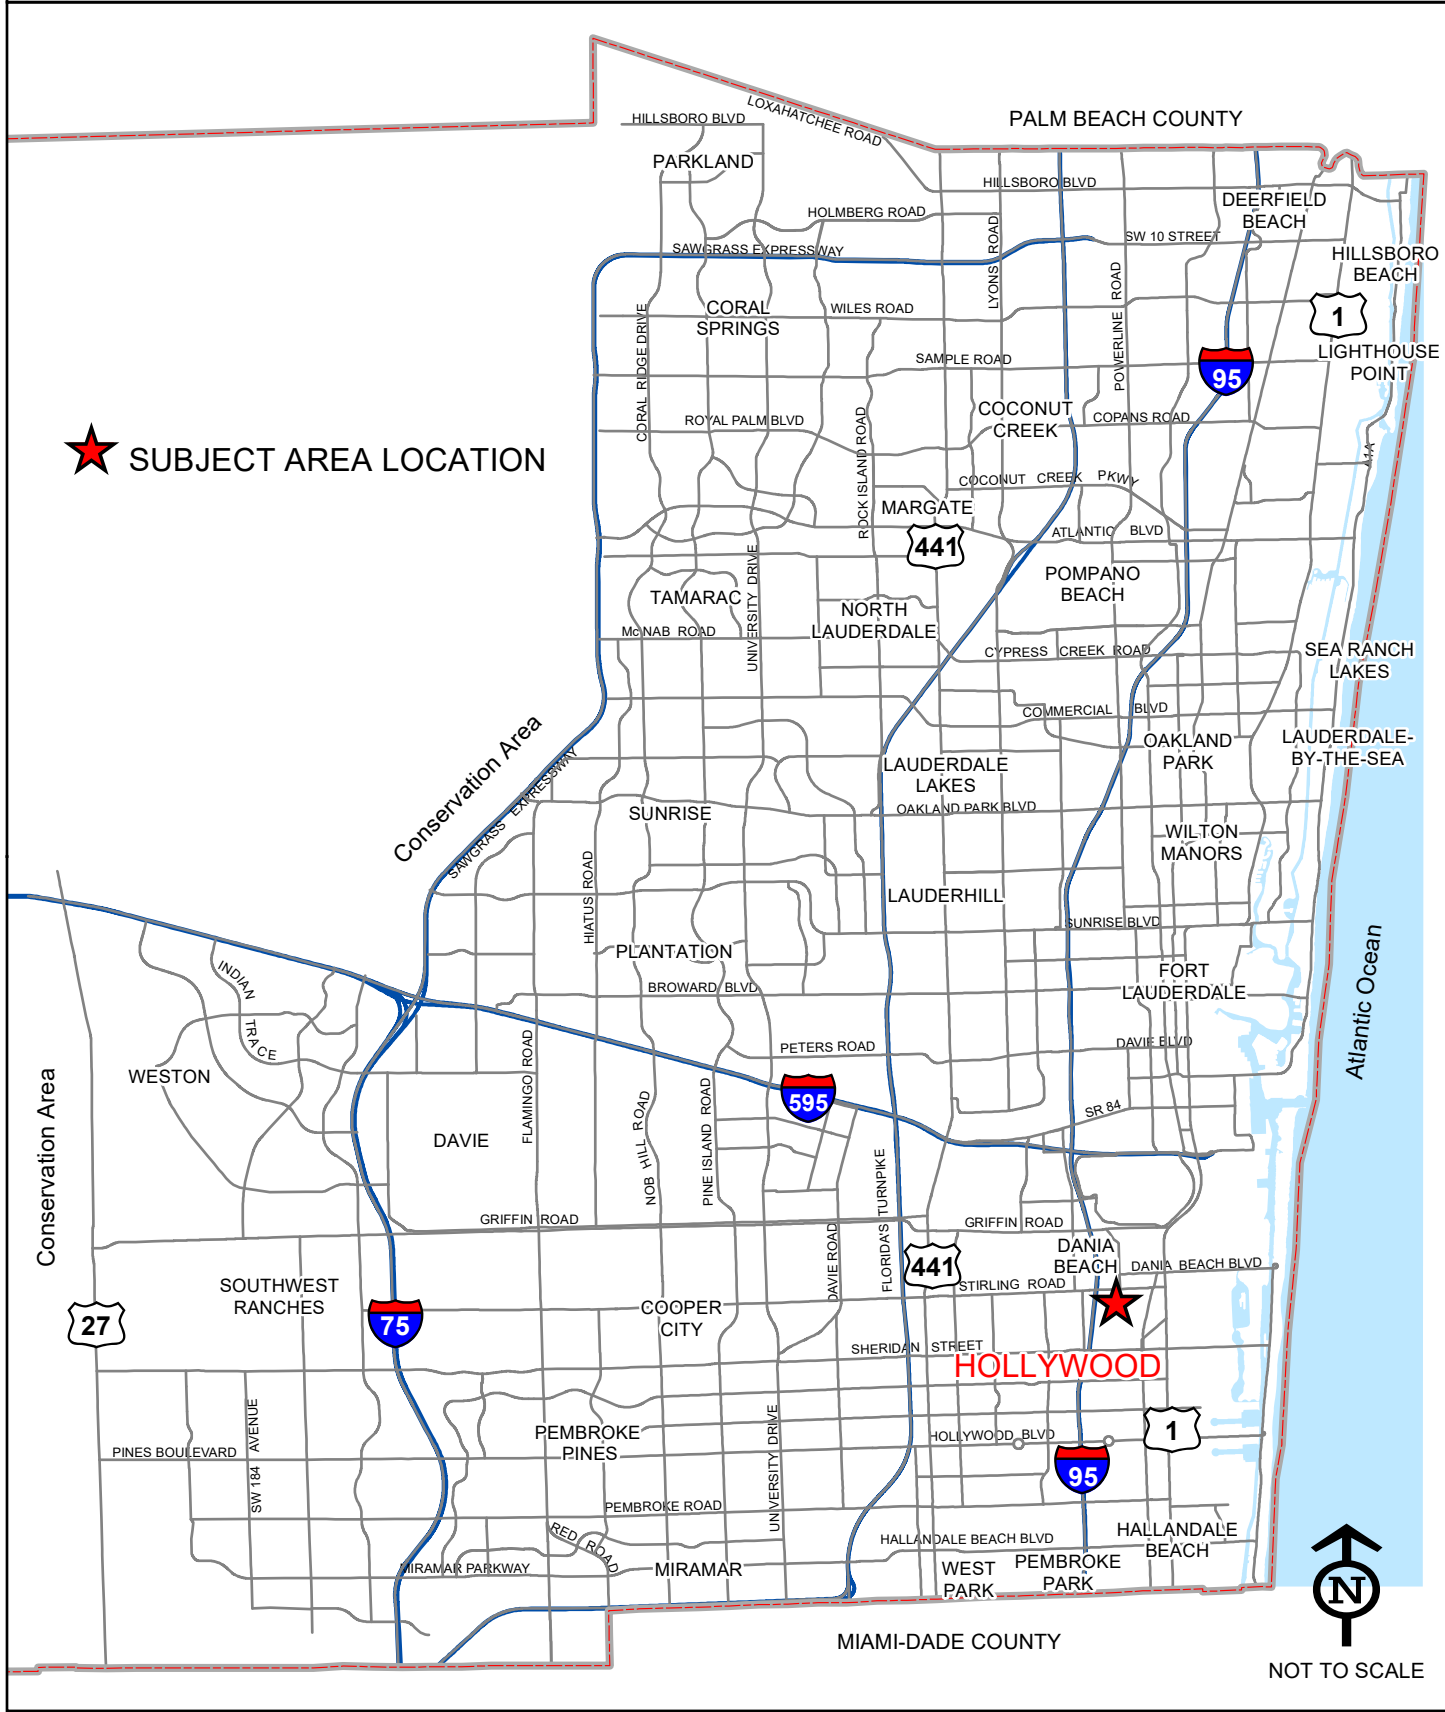 PALM BEACH COUNTY
LOXAHATCHEE ROAD
HILLSBORO BLVD
PARKLAND
HILLSBORO BLVD
DEERFIELD
BEACH
HOLMBERG ROAD
SAWGRASS EXPRESSWAY
LYONS ROAD
SW 10 STREET
HILLSBORO
BEACH
POWERLINE ROAD
CORAL
SPRINGS
WILES ROAD
1
CORAL RIDGE DRIVE
SAMPLE ROAD
95
LIGHTHOUSE
POINT
COCONUT
CREEK
COPANS ROAD
ROYAL PALM BLVD
ROCK ISLAND ROAD
A1A
SUBJECT AREA LOCATION
COCONUT CREEK PKWY
MARGATE
441
ATLANTIC BLVD
UNIVERSITY DRIVE
POMPANO
BEACH
TAMARAC
NORTH
LAUDERDALE
McNAB ROAD
CYPRESS CREEK ROAD
SEA RANCH
LAKES
COMMERCIAL BLVD
Conservation Area
SAWGRASS EXPRESSWAY
OAKLAND
PARK
LAUDERDALE-
BY-THE-SEA
LAUDERDALE
LAKES
OAKLAND PARK BLVD
SUNRISE
WILTON
MANORS
HIATUS ROAD
LAUDERHILL
SUNRISE BLVD
PLANTATION
FORT
LAUDERDALE
Atlantic Ocean
INDIAN TRACE
BROWARD BLVD
PETERS ROAD
DAVIE BLVD
WESTON
FLAMINGO ROAD
595
SR 84
Conservation Area
DAVIE
NOB HILL ROAD
PINE ISLAND ROAD
FLORIDA'S TURNPIKE
GRIFFIN ROAD
GRIFFIN ROAD
DAVIE ROAD
441
DANIA
BEACH
DANIA BEACH BLVD
STIRLING ROAD
SOUTHWEST
RANCHES
27
75
COOPER
CITY
SHERIDAN STREET
HOLLYWOOD
SW 184 AVENUE
UNIVERSITY DRIVE
PEMBROKE
PINES
HOLLYWOOD BLVD
1
PINES BOULEVARD
95
PEMBROKE ROAD
RED ROAD
HALLANDALE BEACH BLVD
HALLANDALE
BEACH
MIRAMAR PARKWAY
MIRAMAR
WEST
PARK
PEMBROKE
PARK
N
MIAMI-DADE COUNTY
NOT TO SCALE